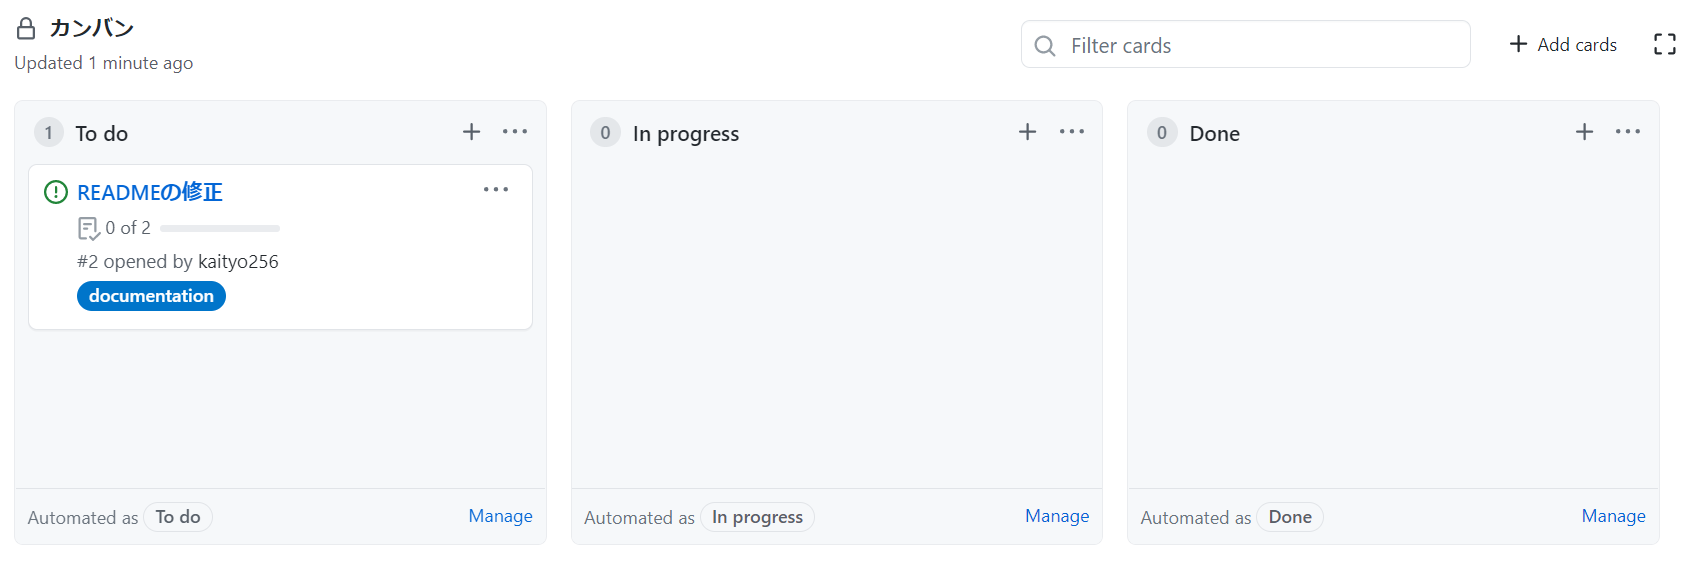 カンバン
Updated 1 minute ago
Filter cards
Add cards
1 To do
READMEの修正
0 of 2
#2 opened by kaityo256
documentation
Automated as To do Manage
0 In progress
Automated as In progress Manage
0 Done
Automated as Done Manage